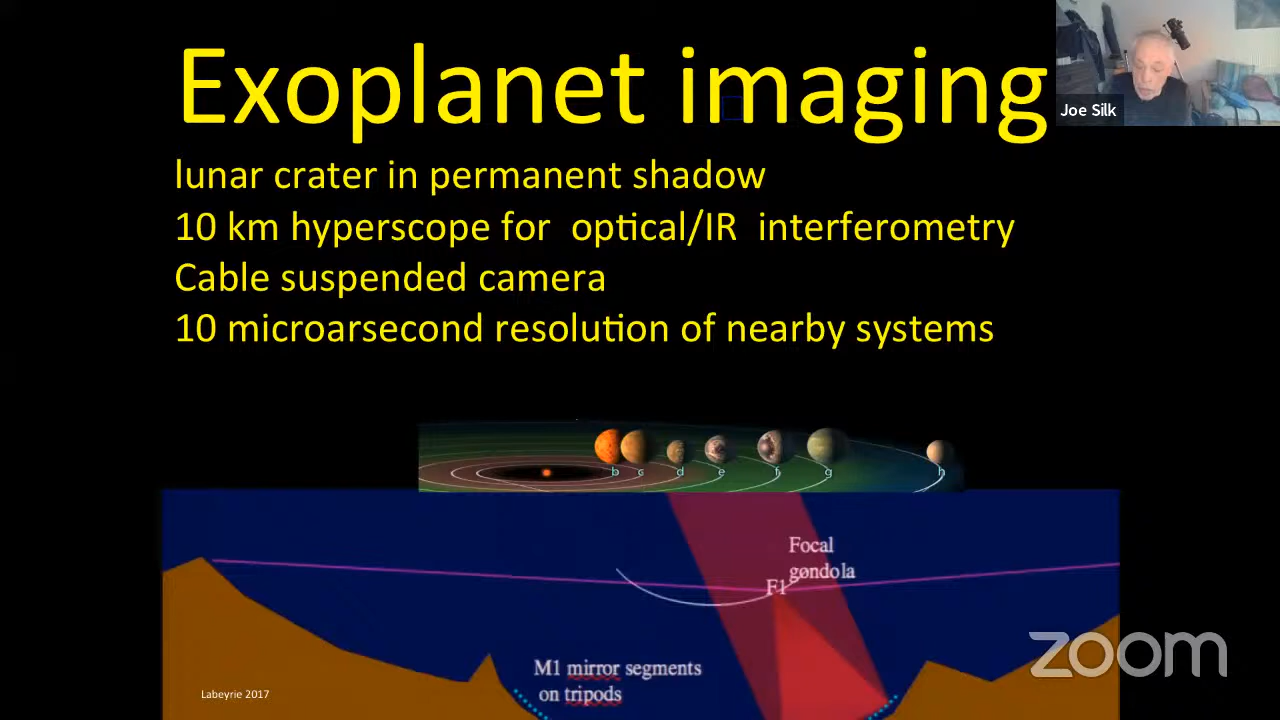 Exoplanet imaging
Joe Silk
lunar crater in permanent shadow
10 km hyperscope for optical/IR interferometry
Cable suspended camera
10 microarsecond resolution of nearby systems
b c d e f g h
Focal
gøndola
F1
M1 mirror segments
on tripods
Labeyrie 2017
zoom